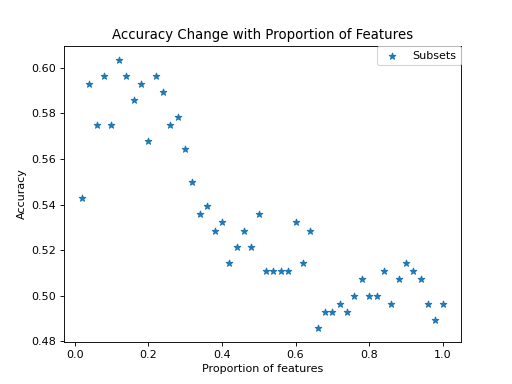 Accuracy Change with Proportion of Features
Subsets
0.60
0.58
0.56
0.54
0.52
0.50
0.48
Accuracy
0.0 0.2 0.4 0.6 0.8 1.0
Proportion of features